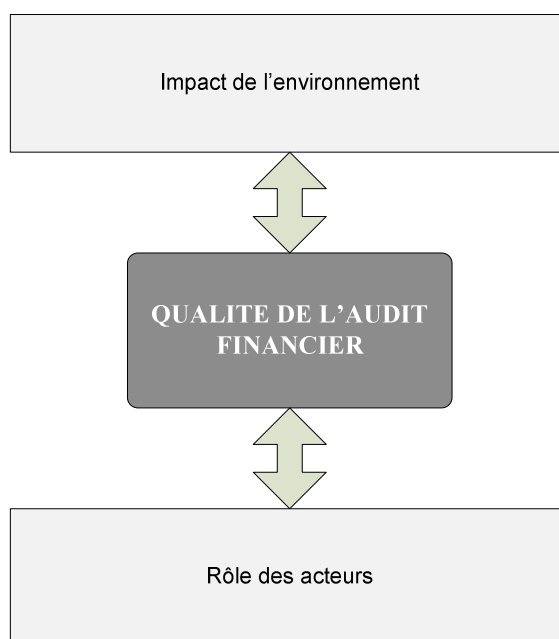 Impact de l'environnement
QUALITE DE L'AUDIT
FINANCIER
Rôle des acteurs